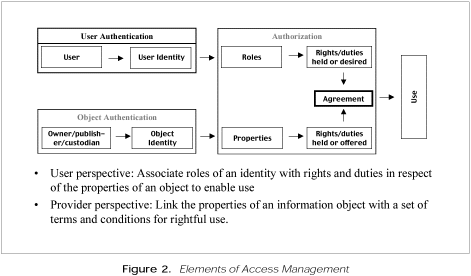 User Authentication
Authorization
User
User Identity
Roles
Rights/duties
held or desired
Agreement
Use
Object Authentication
Owner/publish-
er/custodian
Object
Identity
Properties
Rights/duties
held or offered
• User perspective: Associate roles of an identity with rights and duties in respect
of the properties of an object to enable use
• Provider perspective: Link the properties of an information object with a set of
terms and conditions for rightful use.
Figure 2. Elements of Access Management